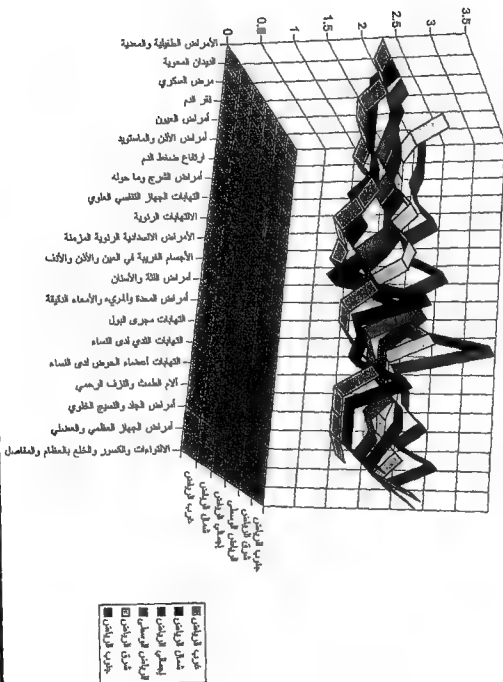 3.5
3
2.5
2
1.5
1
0.5
0
الأمراض الطفيلية والمعدية
الديدان المعوية
مرض السكري
فقر الدم
أمراض العيون
أمراض الأذن والماستويد
ارتفاع ضغط الدم
أمراض الشرج وما حوله
التهابات الجهاز التنفسي العلوي
الالتهابات الرئوية
الأمراض الانسدادية الرئوية المزمنة
الأجسام الغريبة في العين والأذن والأنف
أمراض اللثة والأسنان
أمراض المعدة والمريء والأمعاء الدقيقة
التهابات مجرى البول
التهابات الثدي لدى النساء
التهابات أعضاء الحوض لدى النساء
آلام الطمث والنزف الرحمي
أمراض الجلد والنسيج الخلوي
أمراض الجهاز العظمي والعضلي
الالتواءات والكسور والخلع بالعظام والمفاصل
غرب الرياض
شمال الرياض
إجمالي الرياض
الرياض الوسطى
شرق الرياض
جنوب الرياض
غرب الرياض
شمال الرياض
إجمالي الرياض
الرياض الوسطى
شرق الرياض
جنوب الرياض